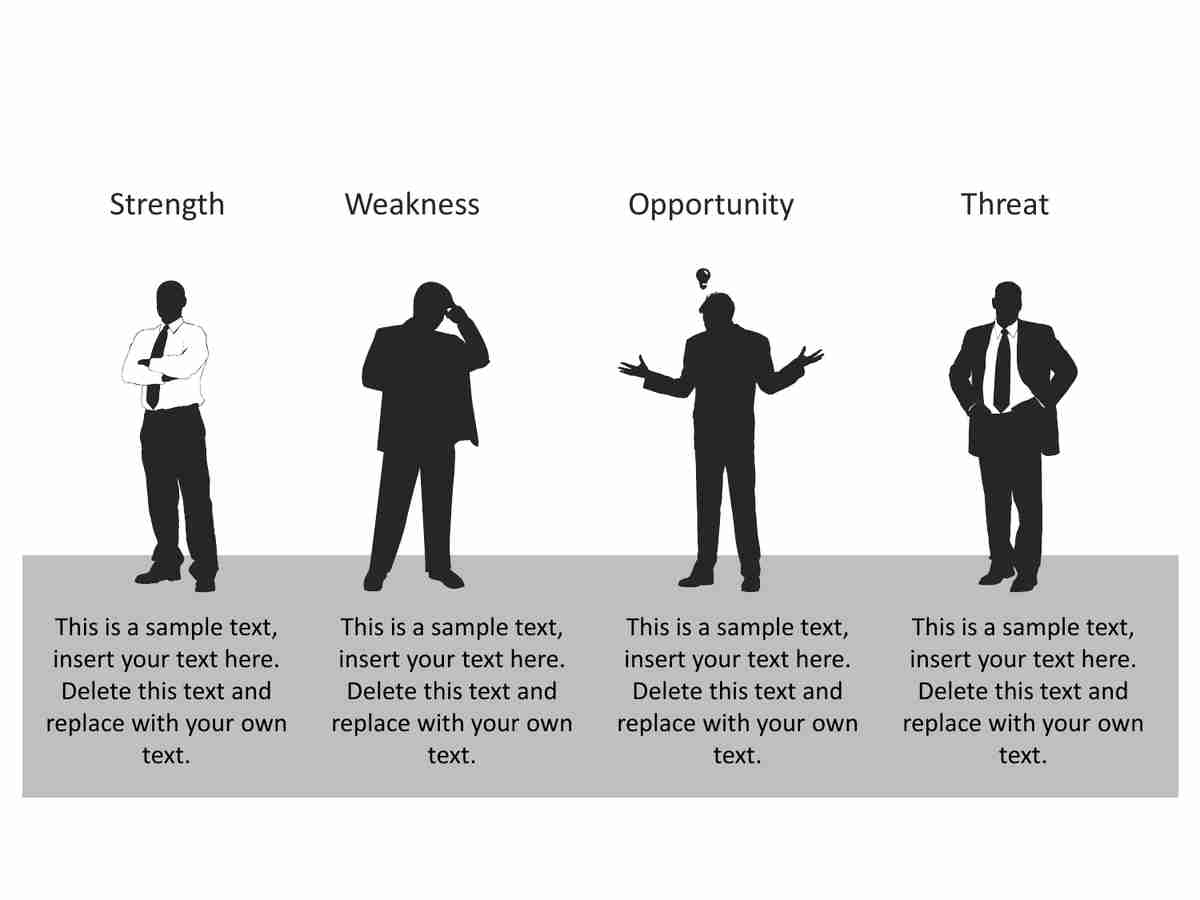 Strength
Weakness
Opportunity
Threat
This is a sample text,
insert your text here.
Delete this text and
replace with your own
text.
This is a sample text,
insert your text here.
Delete this text and
replace with your own
text.
This is a sample text,
insert your text here.
Delete this text and
replace with your own
text.
This is a sample text,
insert your text here.
Delete this text and
replace with your own
text.